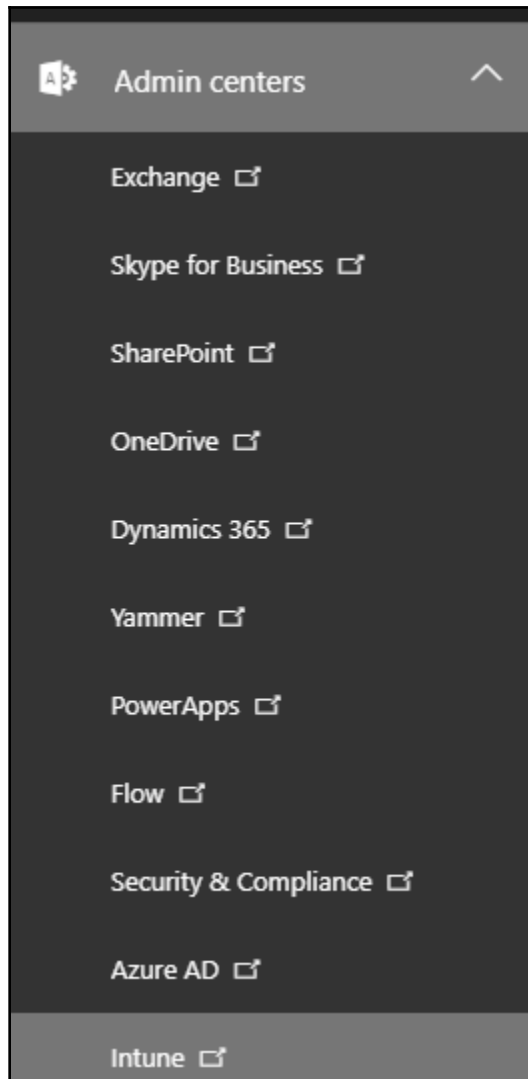 Admin centers
Exchange
Skype for Business
SharePoint
OneDrive
Dynamics 365
Yammer
PowerApps
Flow
Security & Compliance
Azure AD
Intune